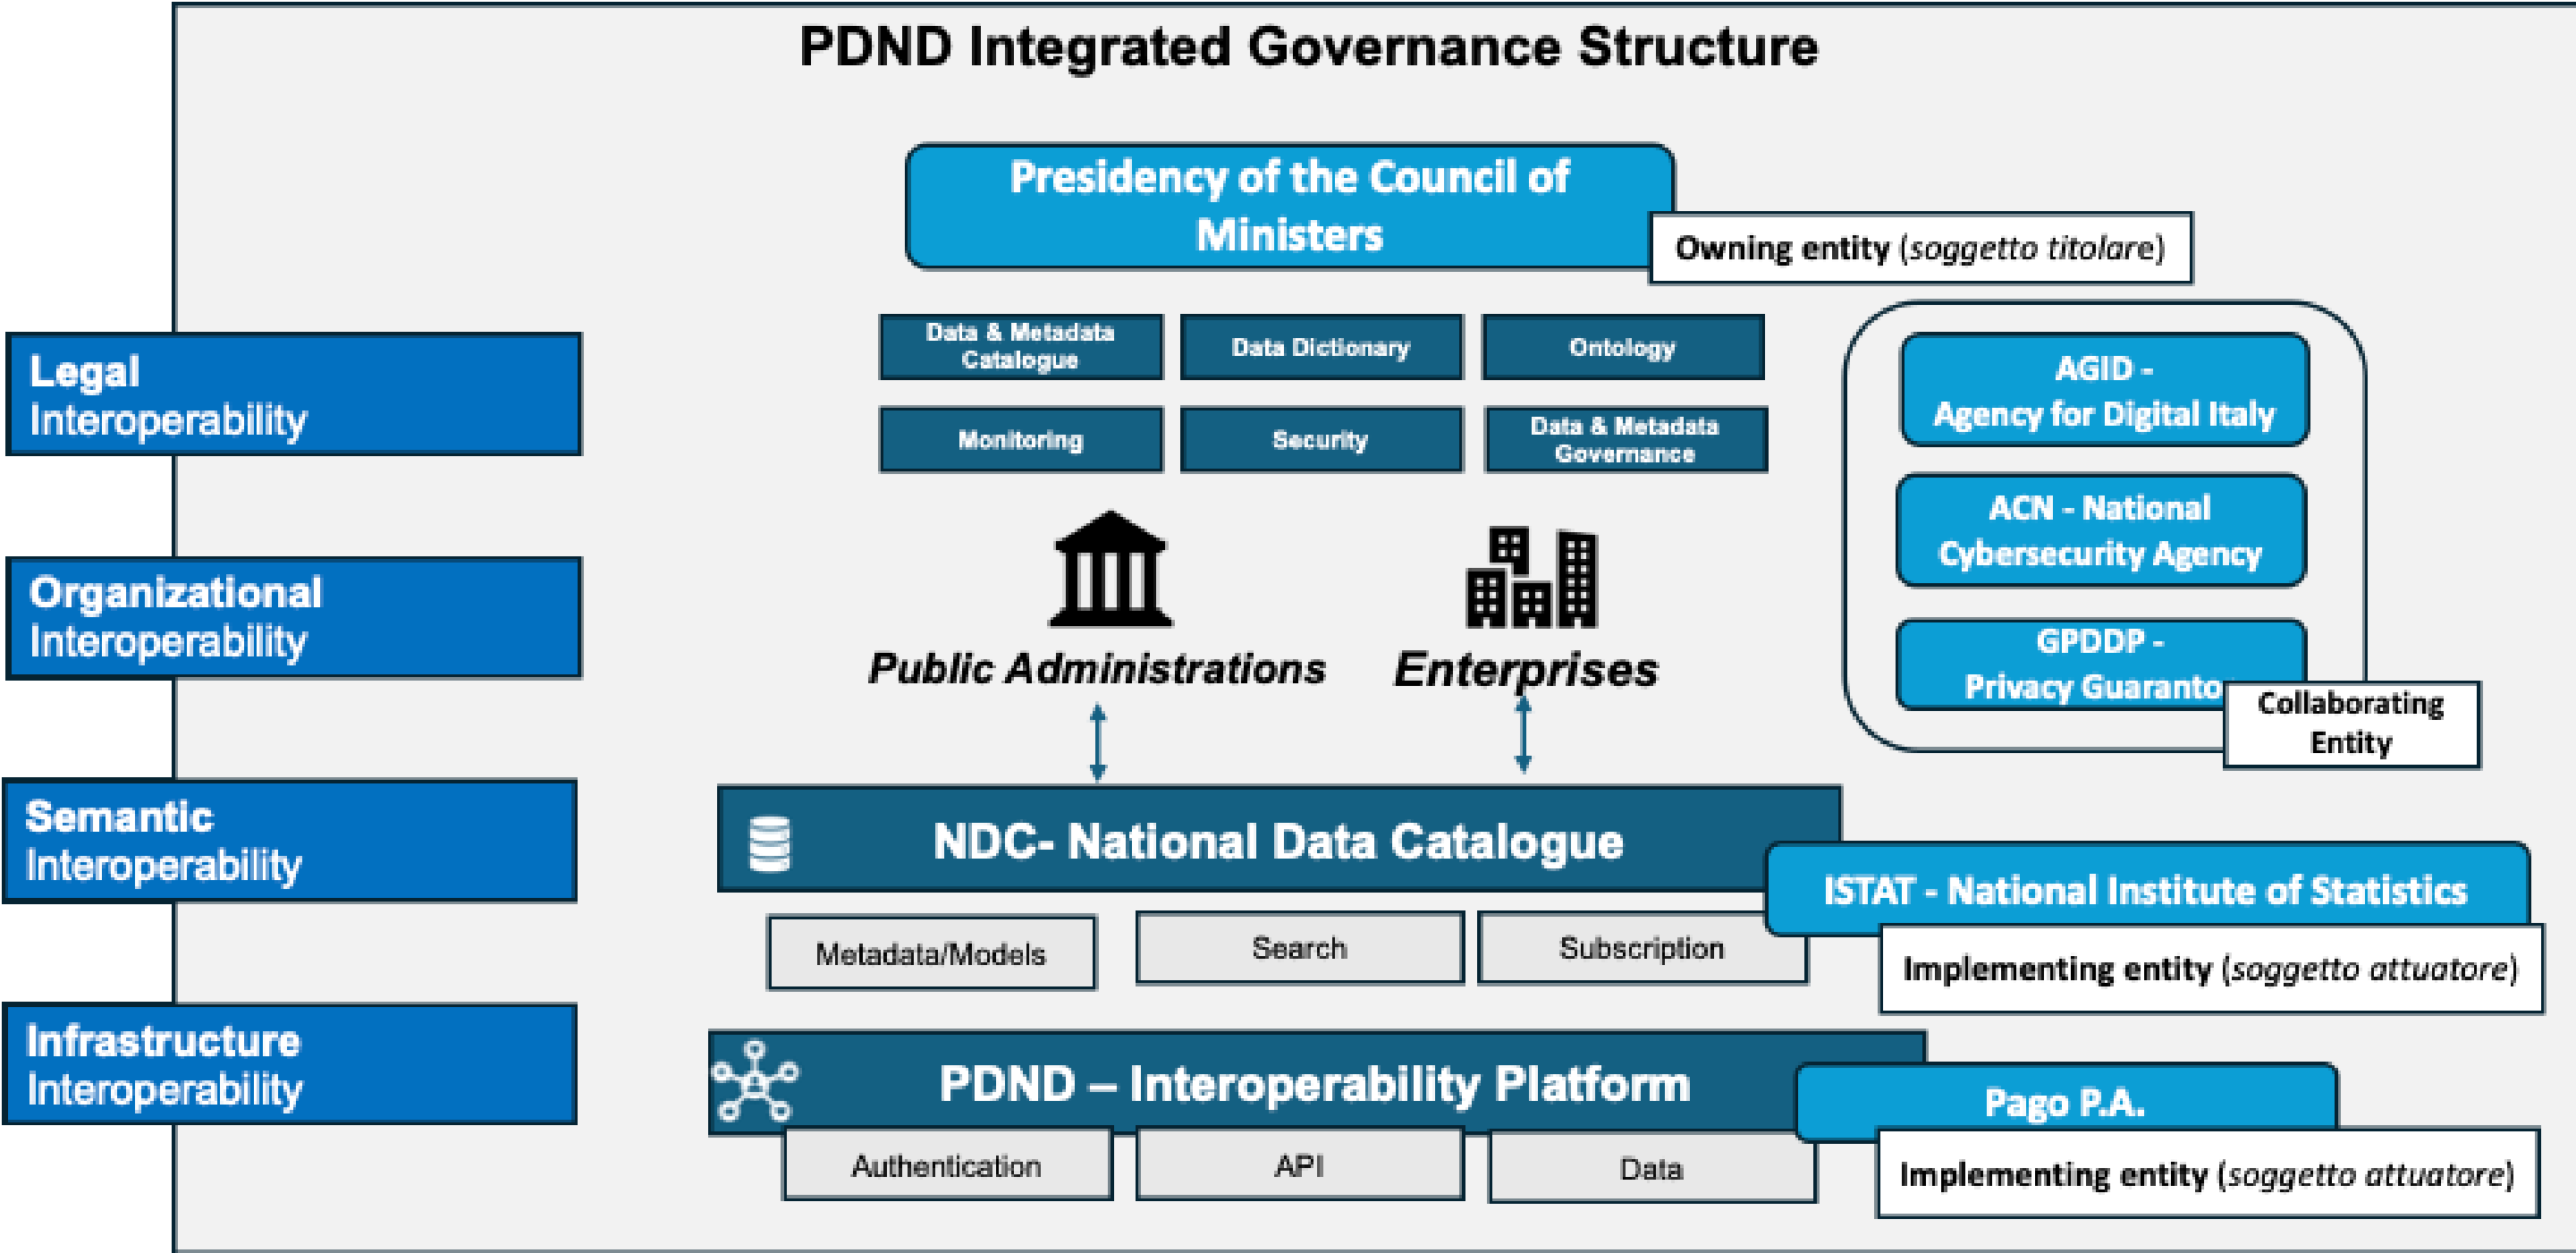 PDND Integrated Governance Structure
Presidency of the Council of
Ministers
Owning entity (soggetto titolare)
Legal
Interoperability
Data & Metadata
Catalogue
Data Dictionary
Ontology
Monitoring
Security
Data & Metadata
Governance
AGID -
Agency for Digital Italy
ACN - National
Cybersecurity Agency
GPDDP -
Privacy Guaranto
Collaborating
Entity
Organizational
Interoperability
Public Administrations
Enterprises
Semantic
Interoperability
NDC- National Data Catalogue
ISTAT - National Institute of Statistics
Implementing entity (soggetto attuatore)
Metadata/Models
Search
Subscription
Infrastructure
Interoperability
PDND – Interoperability Platform
Pago P.A.
Implementing entity (soggetto attuatore)
Authentication
API
Data